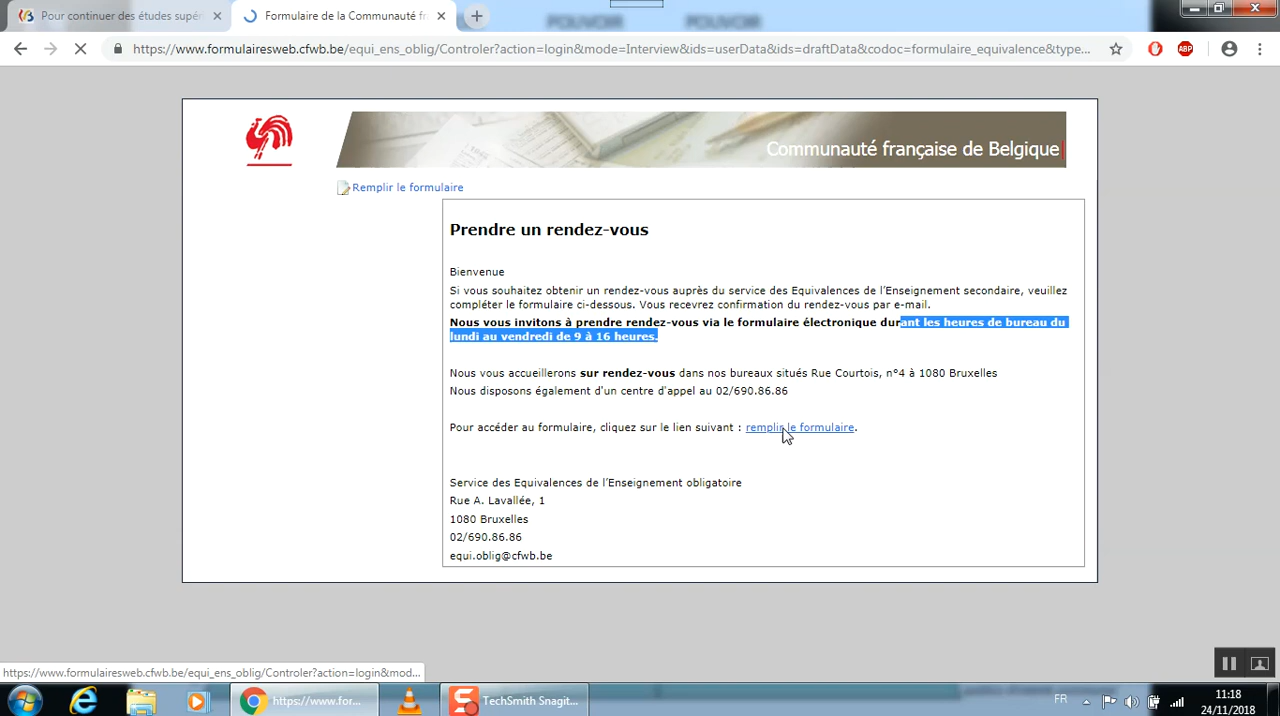 POUVOIR POUVOIR
Pour continuer des études supér
Formulaire de la Communauté f
https://www.formulairesweb.cfwb.be/equi_ens_oblig/Controler?action=login&mode=Interview&ids=userData&ids=draftData&codoc=formulaire_equivalence&type...
ABP
Communauté française de Belgique
Remplir le formulaire
Prendre un rendez-vous
Bienvenue
Si vous souhaitez obtenir un rendez-vous auprès du service des Equivalences de l'Enseignement secondaire, veuillez
compléter le formulaire ci-dessous. Vous recevrez confirmation du rendez-vous par e-mail.
Nous vous invitons à prendre rendez-vous via le formulaire électronique durant les heures de bureau du
lundi au vendredi de 9 à 16 heures.
Nous vous accueillerons sur rendez-vous dans nos bureaux situés Rue Courtois, n°4 à 1080 Bruxelles
Nous disposons également d'un centre d'appel au 02/690.86.86
Pour accéder au formulaire, cliquez sur le lien suivant : remplir le formulaire.
Service des Equivalences de l'Enseignement obligatoire
Rue A. Lavallée, 1
1080 Bruxelles
02/690.86.86
equi.oblig@cfwb.be
https://www.formulairesweb.cfwb.be/equi_ens_oblig/Controler?action=login&mod...
https://www.for...
TechSmith Snagit...
FR
11:18
24/11/2018